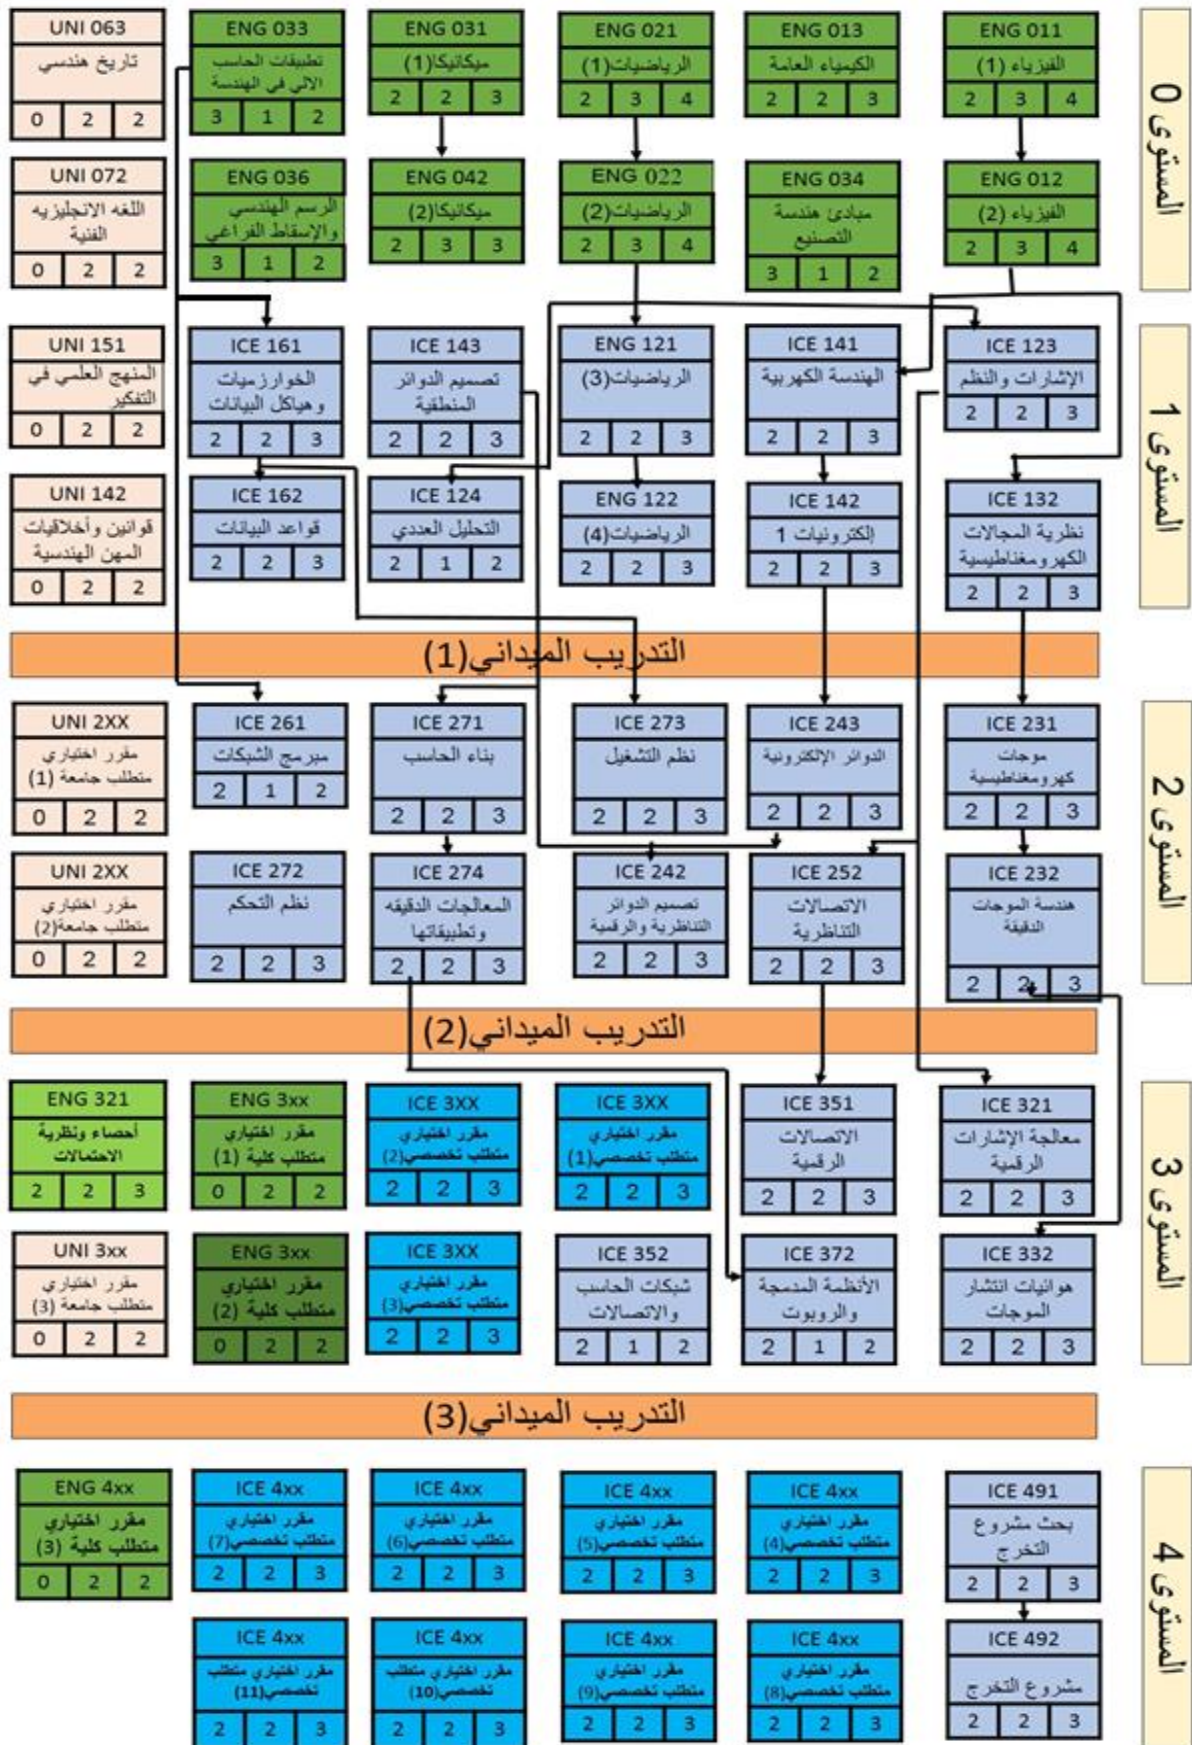 المستوى 0
ENG 011
الفيزياء (1)
2 3 4
ENG 013
الكيمياء العامة
2 2 3
ENG 021
الرياضيات(1)
2 3 4
ENG 031
ميكانيكا(1)
2 2 3
ENG 033
تطبيقات الحاسب
الالي في الهندسة
3 1 2
UNI 063
تاريخ هندسي
0 2 2
ENG 012
الفيزياء (2)
2 3 4
ENG 034
مبادئ هندسة
التصنيع
3 1 2
ENG 022
الرياضيات(2)
2 3 4
ENG 042
ميكانيكا(2)
2 3 3
ENG 036
الرسم الهندسي
والإسقاط الفراغي
3 1 2
UNI 072
اللغه الانجليزيه
الفنية
0 2 2
المستوى 1
ICE 123
الإشارات والنظم
2 2 3
ICE 141
الهندسة الكهربية
2 2 3
ENG 121
الرياضيات(3)
2 2 3
ICE 143
تصميم الدوائر
المنطقية
2 2 3
ICE 161
الخوارزميات
وهياكل البيانات
2 2 3
UNI 151
المنهج العلمي في
التفكير
0 2 2
ICE 132
نظرية المجالات
الكهرومغناطيسية
2 2 3
ICE 142
إلكترونيات 1
2 2 3
ENG 122
الرياضيات(4)
2 2 3
ICE 124
التحليل العددي
2 1 2
ICE 162
قواعد البيانات
2 2 3
UNI 142
قوانين وأخلاقيات
المهن الهندسية
0 2 2
التدريب الميداني(1)
المستوى 2
ICE 231
موجات
كهرومغناطيسية
2 2 3
ICE 243
الدوائر الإلكترونية
2 2 3
ICE 273
نظم التشغيل
2 2 3
ICE 271
بناء الحاسب
2 2 3
ICE 261
مبرمج الشبكات
2 1 2
UNI 2XX
مقرر اختياري
متطلب جامعة (1)
0 2 2
ICE 232
هندسة الموجات
الدقيقة
2 2 3
ICE 252
الاتصالات
التناظرية
2 2 3
ICE 242
تصميم الدوائر
التناظرية والرقمية
2 2 3
ICE 274
المعالجات الدقيقه
وتطبيقاتها
2 2 3
ICE 272
نظم التحكم
2 2 3
UNI 2XX
مقرر اختياري
متطلب جامعة(2)
0 2 2
التدريب الميداني(2)
المستوى 3
ICE 321
معالجة الإشارات
الرقمية
2 2 3
ICE 351
الاتصالات
الرقمية
2 2 3
ICE 3XX
مقرر اختياري
متطلب تخصصي(1)
2 2 3
ICE 3XX
مقرر اختياري
متطلب تخصصي(2)
2 2 3
ENG 3xx
مقرر اختياري
متطلب كلية (1)
0 2 2
ENG 321
أحصاء ونظرية
الاحتمالات
2 2 3
ICE 332
هوائيات انتشار
الموجات
2 2 3
ICE 372
الأنظمة المدمجة
والروبوت
2 1 2
ICE 352
شبكات الحاسب
والاتصالات
2 1 2
ICE 3XX
مقرر اختياري
متطلب تخصصي(3)
2 2 3
ENG 3xx
مقرر اختياري
متطلب كلية (2)
0 2 2
UNI 3xx
مقرر اختياري
متطلب جامعة (3)
0 2 2
التدريب الميداني(3)
المستوى 4
ICE 491
بحث مشروع
التخرج
2 2 3
ICE 4xx
مقرر اختياري
متطلب تخصصي(4)
2 2 3
ICE 4xx
مقرر اختياري
متطلب تخصصي(5)
2 2 3
ICE 4xx
مقرر اختياري
متطلب تخصصي(6)
2 2 3
ICE 4xx
مقرر اختياري
متطلب تخصصي(7)
2 2 3
ENG 4xx
مقرر اختياري
متطلب كلية (3)
0 2 2
ICE 492
مشروع التخرج
2 2 3
ICE 4xx
مقرر اختياري
متطلب تخصصي(8)
2 2 3
ICE 4xx
مقرر اختياري
متطلب تخصصي(9)
2 2 3
ICE 4xx
مقرر اختياري متطلب
تخصصي(10)
2 2 3
ICE 4xx
مقرر اختياري متطلب
تخصصي(11)
2 2 3